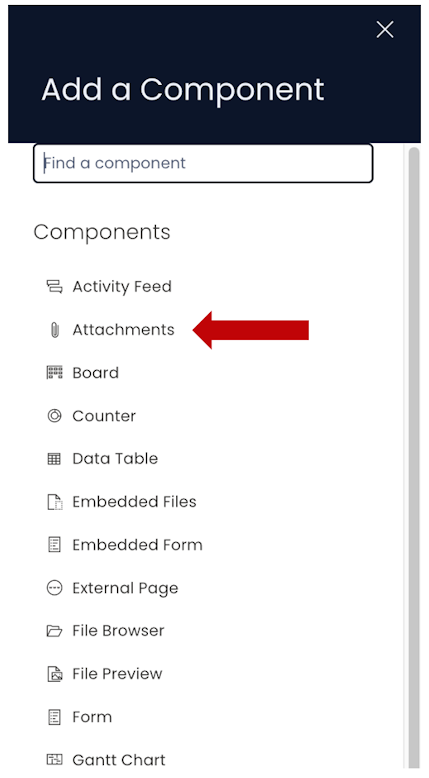 Add a Component
Find a component
Components
Activity Feed
Attachments
Board
Counter
Data Table
Embedded Files
Embedded Form
External Page
File Browser
File Preview
Form
Gantt Chart